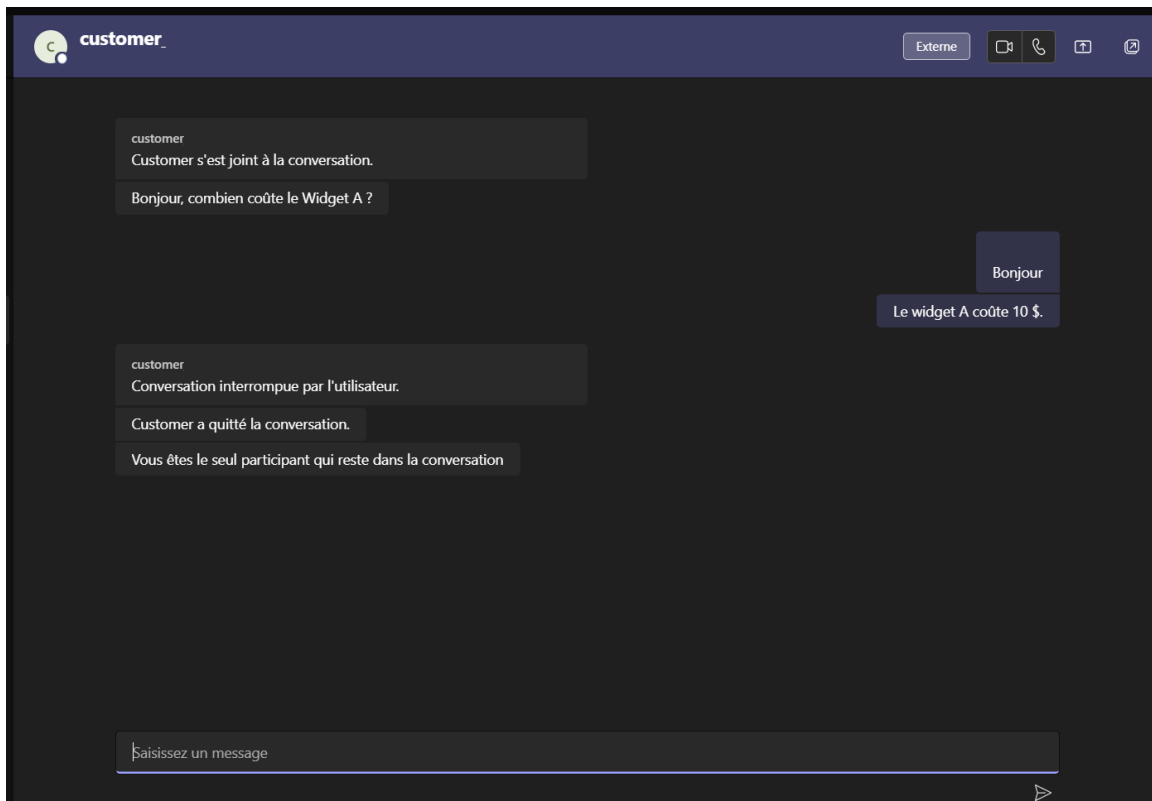 C
customer_
Externe
customer
Customer s'est joint à la conversation.
Bonjour, combien coûte le Widget A ?
Bonjour
Le widget A coûte 10 $.
customer
Conversation interrompue par l'utilisateur.
Customer a quitté la conversation.
Vous êtes le seul participant qui reste dans la conversation
Saisissez un message